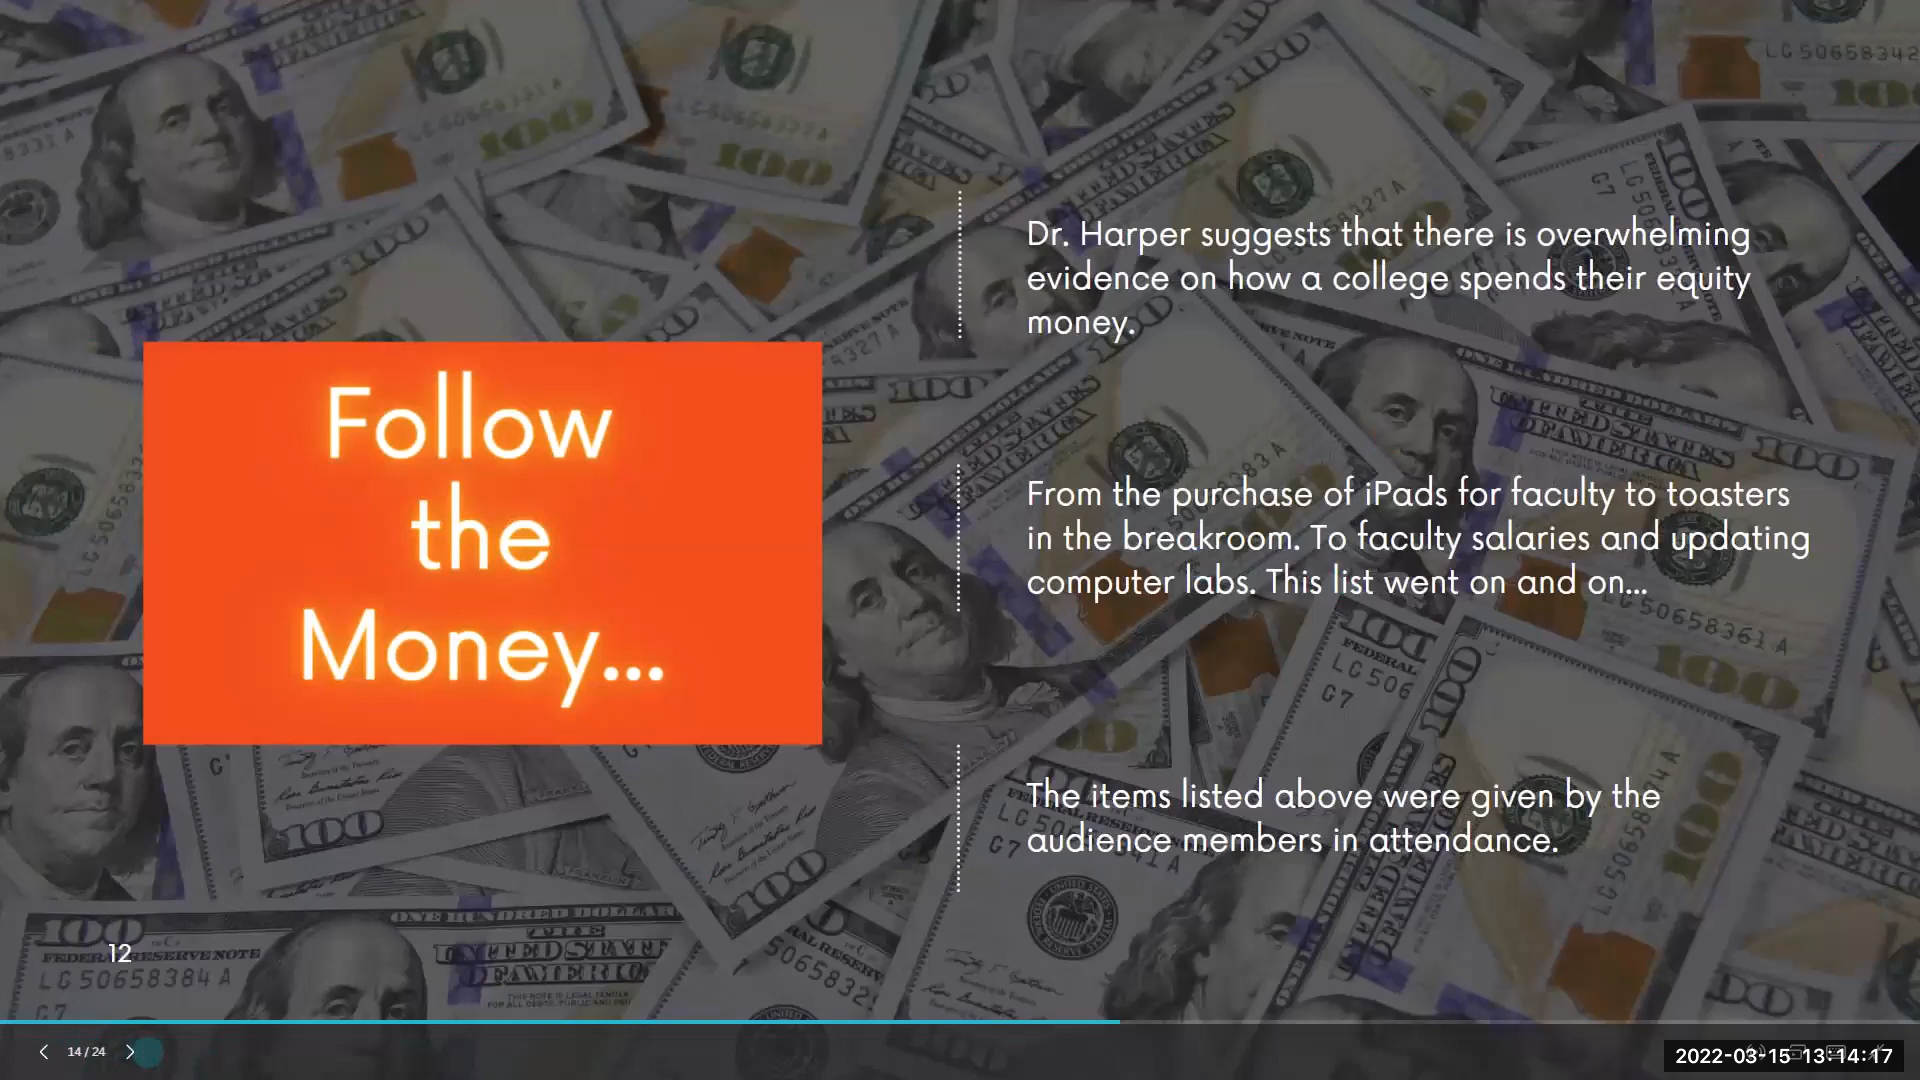 Follow
the
Money...
Dr. Harper suggests that there is overwhelming
evidence on how a college spends their equity
money.
From the purchase of iPads for faculty to toasters
in the breakroom. To faculty salaries and updating
computer labs. This list went on and on...
The items listed above were given by the
audience members in attendance.
12
14 / 24
2022-03-15 13:14:17